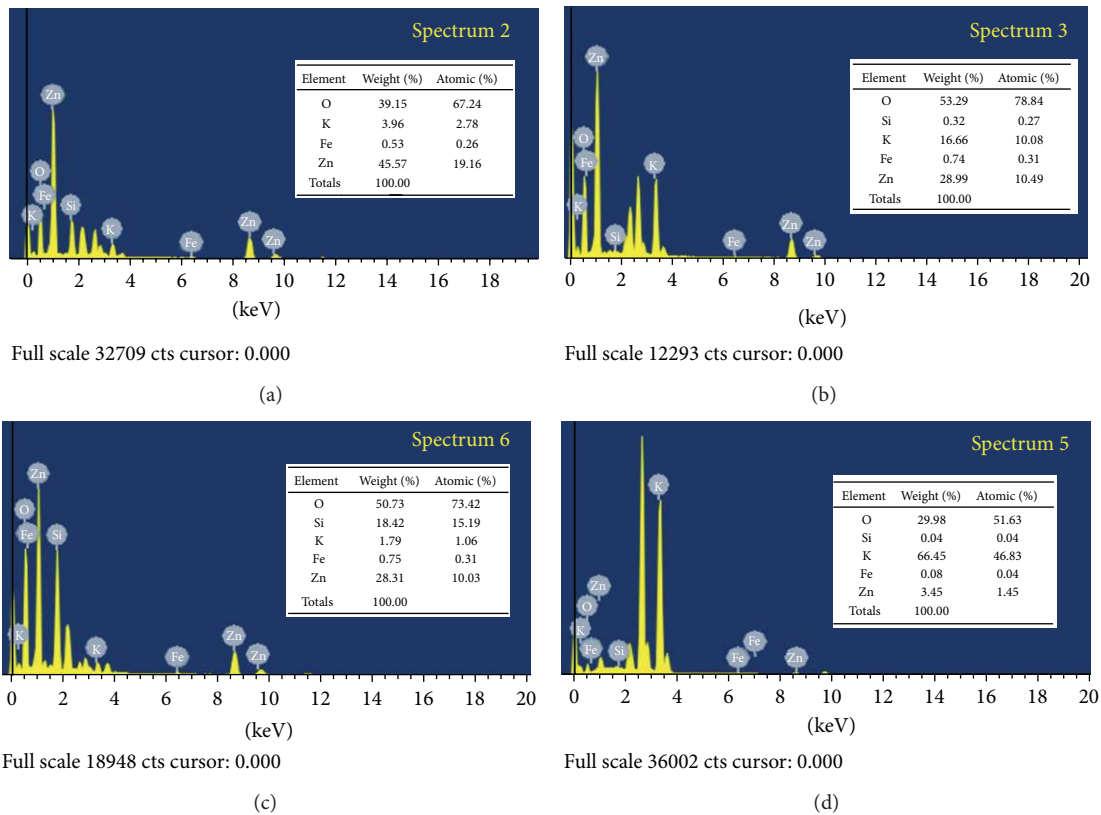 Spectrum 2
Element Weight (%) Atomic (%)
O 39.15 67.24
K 3.96 2.78
Fe 0.53 0.26
Zn 45.57 19.16
Totals 100.00
Zn
O
Fe
K
Si
K
Fe
Zn
Zn
0 2 4 6 8 10 12 14 16 18
(keV)
Full scale 32709 cts cursor: 0.000
(a)
Spectrum 3
Element Weight (%) Atomic (%)
O 53.29 78.84
Si 0.32 0.27
K 16.66 10.08
Fe 0.74 0.31
Zn 28.99 10.49
Totals 100.00
Zn
O
Fe
K
K
Si
Fe
Zn
Zn
0 2 4 6 8 10 12 14 16 18 20
(keV)
Full scale 12293 cts cursor: 0.000
(b)
Spectrum 6
Element Weight (%) Atomic (%)
O 50.73 73.42
Si 18.42 15.19
K 1.79 1.06
Fe 0.75 0.31
Zn 28.31 10.03
Totals 100.00
Zn
O
Fe
Si
K
K
Fe
Zn
Zn
0 2 4 6 8 10 12 14 16 18 20
(keV)
Full scale 18948 cts cursor: 0.000
(c)
Spectrum 5
Element Weight (%) Atomic (%)
O 29.98 51.63
Si 0.04 0.04
K 66.45 46.83
Fe 0.08 0.04
Zn 3.45 1.45
Totals 100.00
K
Zn
O
K
Fe
Si
Fe
Fe
Zn
0 2 4 6 8 10 12 14 16 18 20
(keV)
Full scale 36002 cts cursor: 0.000
(d)